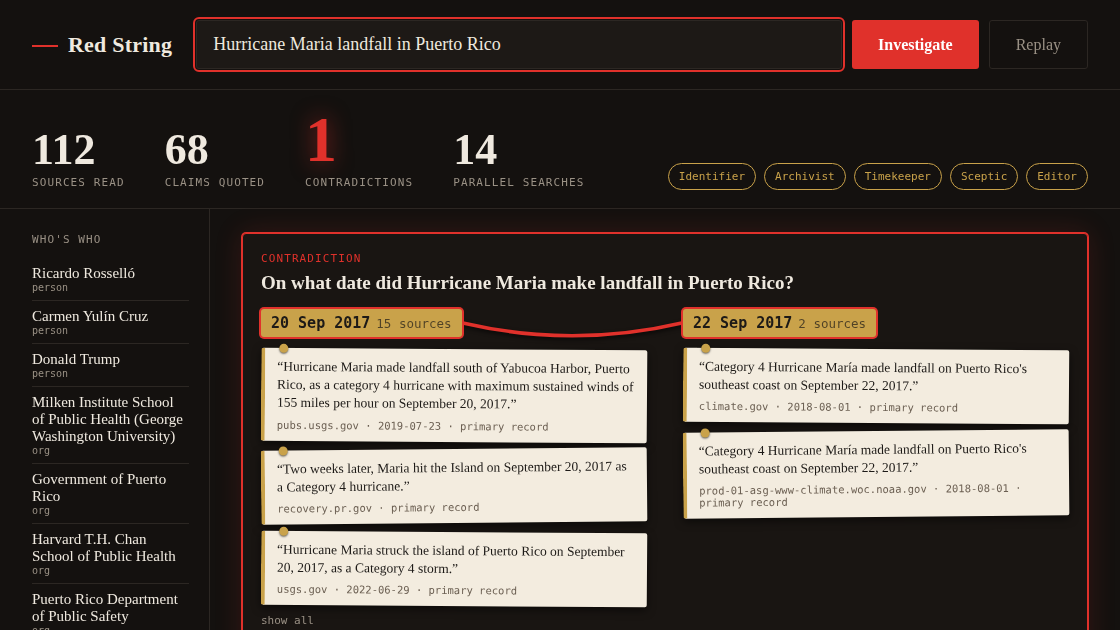 Red String
Hurricane Maria landfall in Puerto Rico
Investigate
Replay
112
SOURCES READ
68
CLAIMS QUOTED
1
CONTRADICTIONS
14
PARALLEL SEARCHES
Identifier
Archivist
Timekeeper
Sceptic
Editor
WHO'S WHO
Ricardo Rosselló
person
Carmen Yulín Cruz
person
Donald Trump
person
Milken Institute School
of Public Health (George
Washington University)
org
Government of Puerto
Rico
org
Harvard T.H. Chan
School of Public Health
org
Puerto Rico Department
of Public Safety
org
CONTRADICTION
On what date did Hurricane Maria make landfall in Puerto Rico?
20 Sep 2017 15 sources
“Hurricane Maria made landfall south of Yabucoa Harbor, Puerto
Rico, as a category 4 hurricane with maximum sustained winds of
155 miles per hour on September 20, 2017.”
pubs.usgs.gov · 2019-07-23 · primary record
“Two weeks later, Maria hit the Island on September 20, 2017 as
a Category 4 hurricane.”
recovery.pr.gov · primary record
“Hurricane Maria struck the island of Puerto Rico on September
20, 2017, as a Category 4 storm.”
usgs.gov · 2022-06-29 · primary record
show all
22 Sep 2017 2 sources
“Category 4 Hurricane María made landfall on Puerto Rico's
southeast coast on September 22, 2017.”
climate.gov · 2018-08-01 · primary record
“Category 4 Hurricane María made landfall on Puerto Rico's
southeast coast on September 22, 2017.”
prod-01-asg-www-climate.woc.noaa.gov · 2018-08-01 ·
primary record